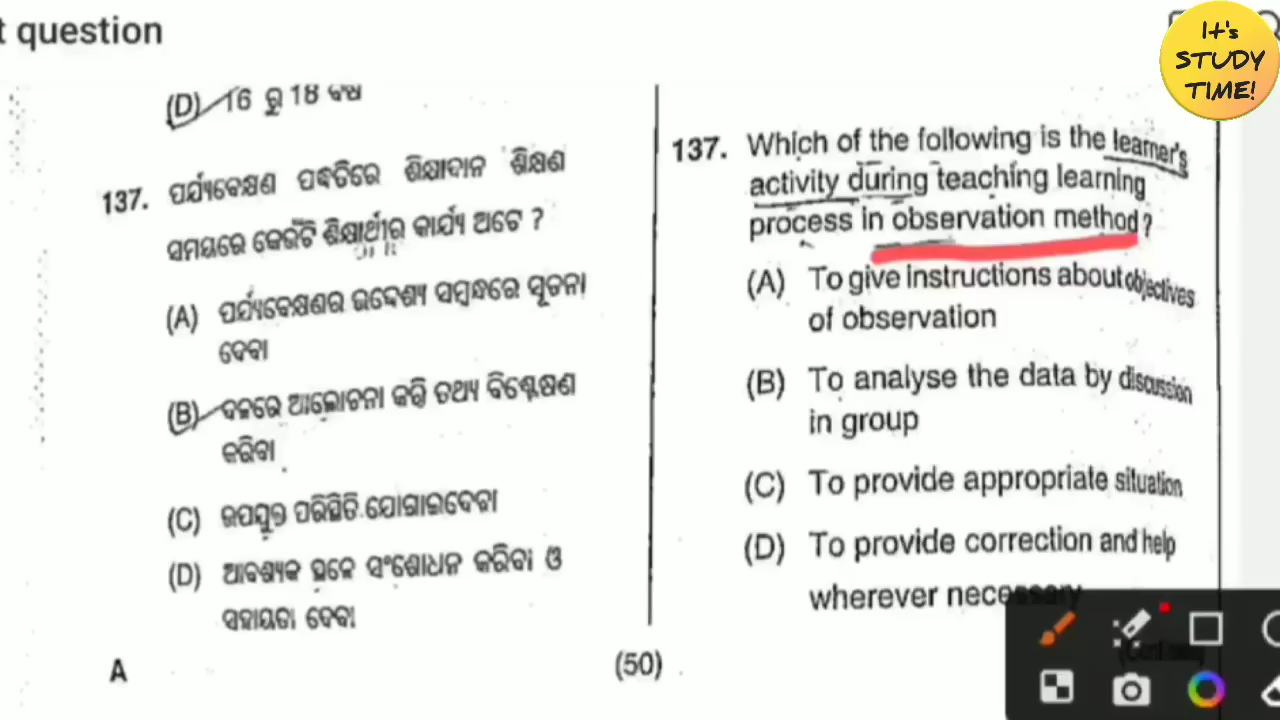 t question
It's
STUDY
TIME!
(D) 16 ରୁ 18 ବର୍ଷ
137. ପର୍ଯ୍ୟବେକ୍ଷଣ ପଦ୍ଧତିରେ ଶିକ୍ଷାଦାନ ଶିକ୍ଷଣ
ସମୟରେ କେଉଁଟି ଶିକ୍ଷାର୍ଥୀର କାର୍ଯ୍ୟ ଅଟେ ?
(A) ପର୍ଯ୍ୟବେକ୍ଷଣର ଉଦ୍ଦେଶ୍ୟ ସମ୍ବନ୍ଧରେ ସୂଚନା
ଦେବା
(B) ଦଳରେ ଆଲୋଚନା କରି ତଥ୍ୟ ବିଶ୍ଳେଷଣ
କରିବା
(C) ଉପଯୁକ୍ତ ପରିସ୍ଥିତି ଯୋଗାଇଦେବା
(D) ଆବଶ୍ୟକ ସ୍ଥଳେ ସଂଶୋଧନ କରିବା ଓ
ସହାୟତା ଦେବା
137. Which of the following is the learner's
activity during teaching learning
process in observation method?
(A) To give instructions about objectives
of observation
(B) To analyse the data by discussion
in group
(C) To provide appropriate situation
(D) To provide correction and help
wherever necessary
A
(50)